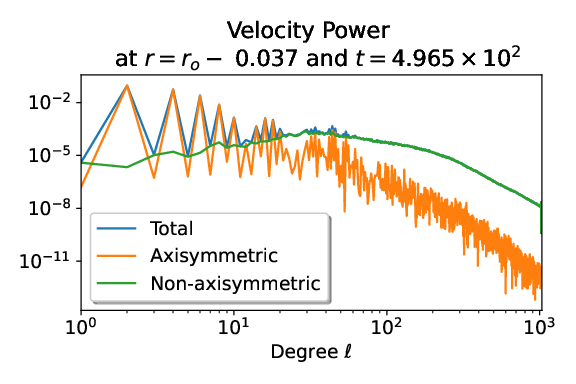 Velocity Power
at r = r_o − 0.037 and t = 4.965 × 10^2
10^−2
10^−5
10^−8
10^−11
Total
Axisymmetric
Non-axisymmetric
10^0 10^1 10^2 10^3
Degree ℓ